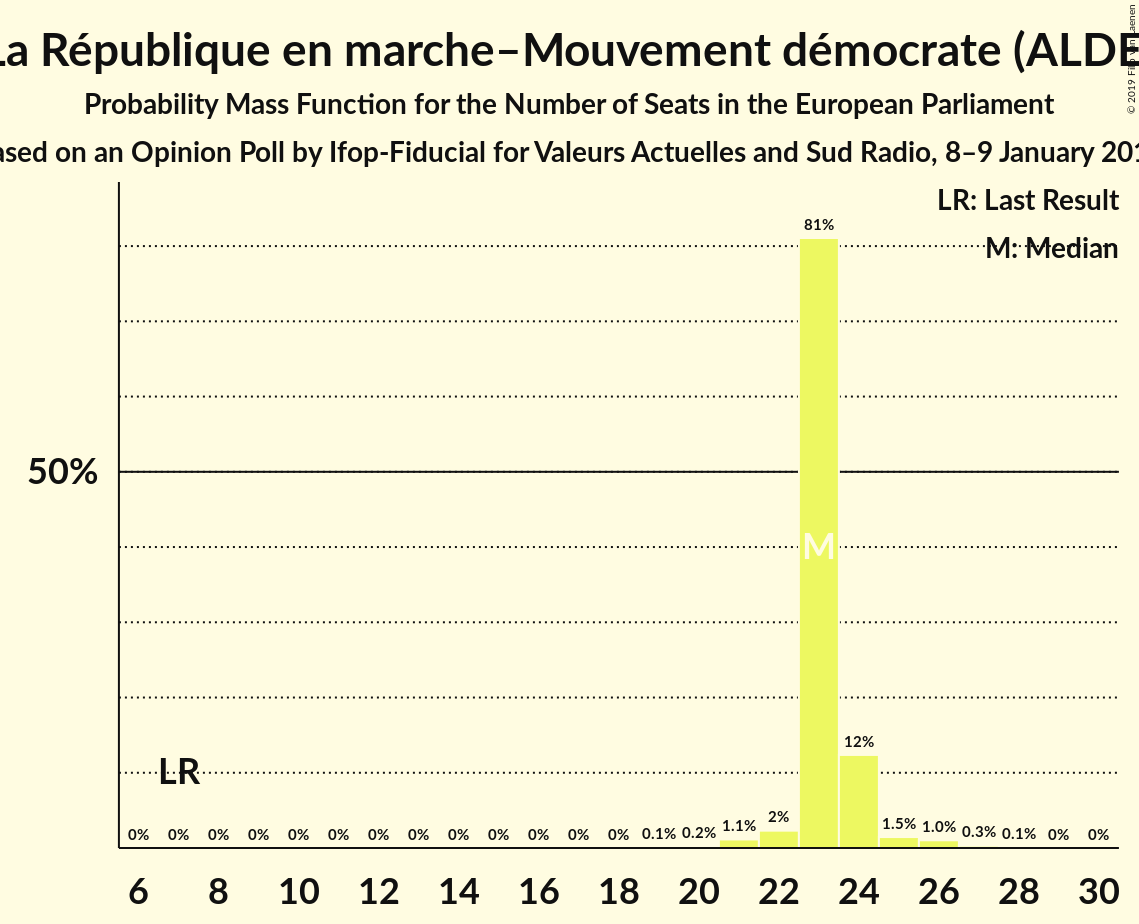 La République en marche–Mouvement démocrate (ALDE
Probability Mass Function for the Number of Seats in the European Parliament
ased on an Opinion Poll by Ifop-Fiducial for Valeurs Actuelles and Sud Radio, 8–9 January 201
© 2019
LR: Last Result
M: Median
81%
50%
M
12%
LR
0% 0% 0% 0% 0% 0% 0% 0% 0% 0% 0% 0% 0% 0.1% 0.2% 1.1% 2% 1.5% 1.0% 0.3% 0.1% 0% 0%
6 8 10 12 14 16 18 20 22 24 26 28 30